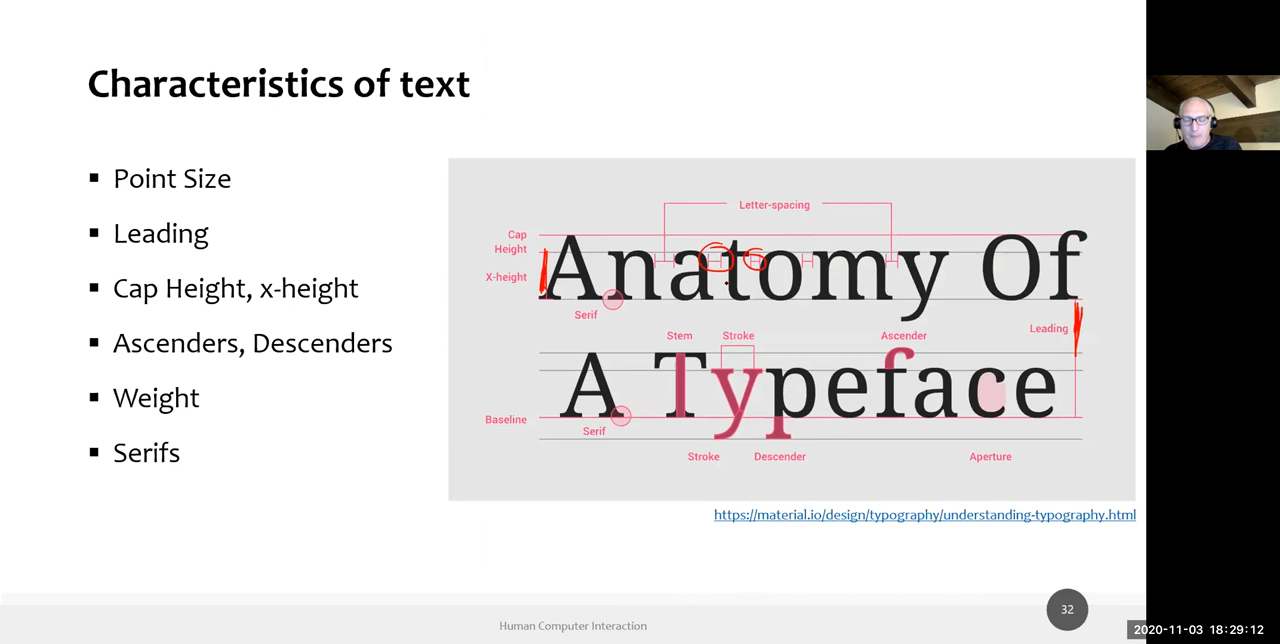 Characteristics of text
▪ Point Size
▪ Leading
▪ Cap Height, x-height
▪ Ascenders, Descenders
▪ Weight
▪ Serifs
Letter-spacing
Cap
Height
X-height
Anatomy Of
Serif
Leading
Stem
Stroke
Ascender
A Typeface
Baseline
Serif
Stroke
Descender
Aperture
https://material.io/design/typography/understanding-typography.html
Human Computer Interaction
32
2020-11-03 18:29:12